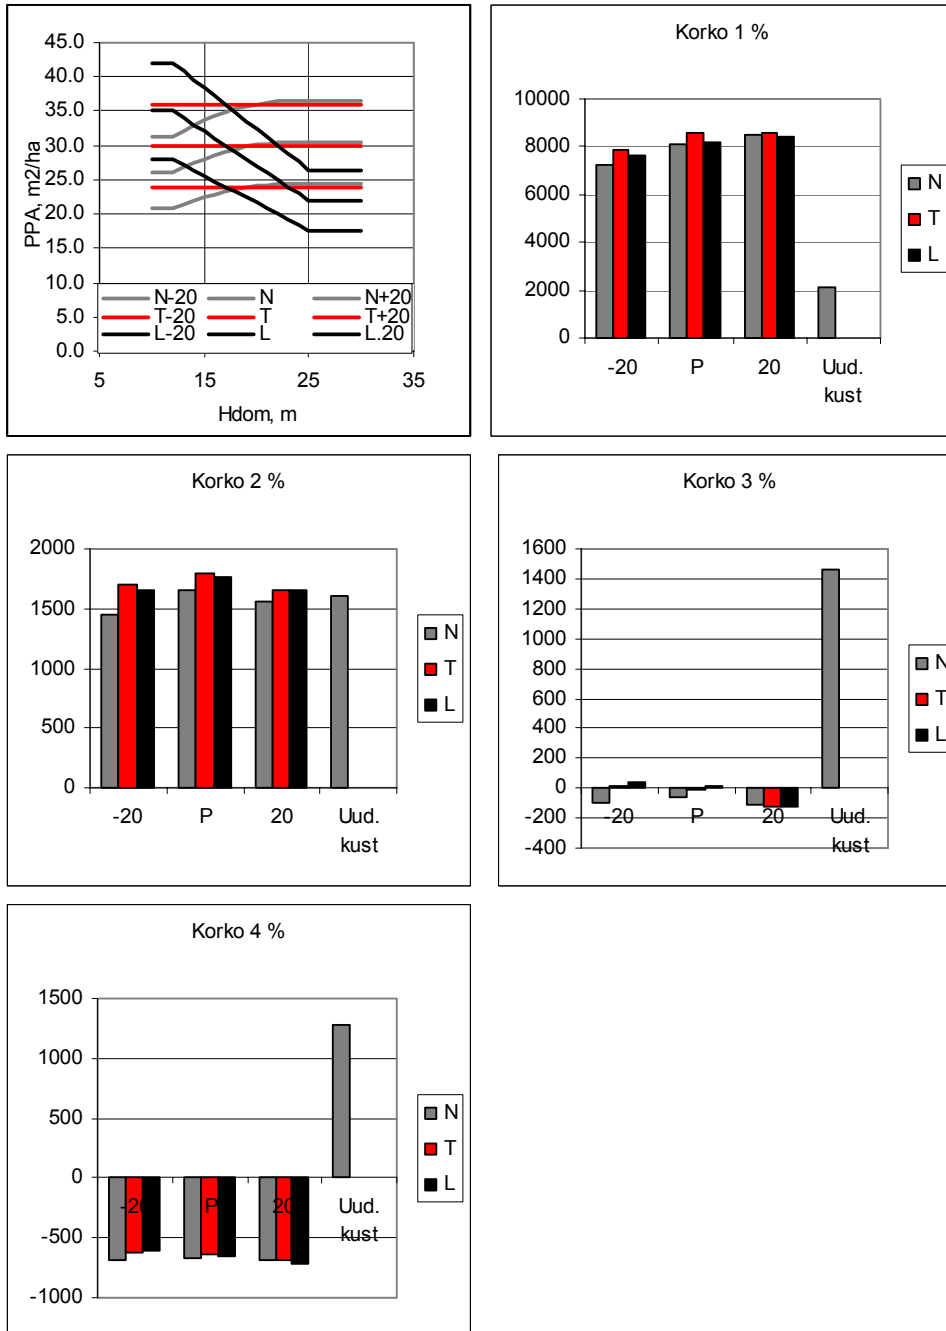 45.0
40.0
35.0
30.0
25.0
20.0
15.0
10.0
5.0
0.0
PPA, m2/ha
N-20 N N+20
T-20 T T+20
L-20 L L.20
5 15 25 35
Hdom, m
Korko 1 %
10000
8000
6000
4000
2000
0
-20 P 20 Uud.
kust
N
T
L
Korko 2 %
2000
1500
1000
500
0
-20 P 20 Uud.
kust
N
T
L
Korko 3 %
1600
1400
1200
1000
800
600
400
200
0
-200
-400
-20 P 20 Uud.
kust
N
T
L
Korko 4 %
1500
1000
500
0
-500
-1000
-20 P 20 Uud.
kust
N
T
L